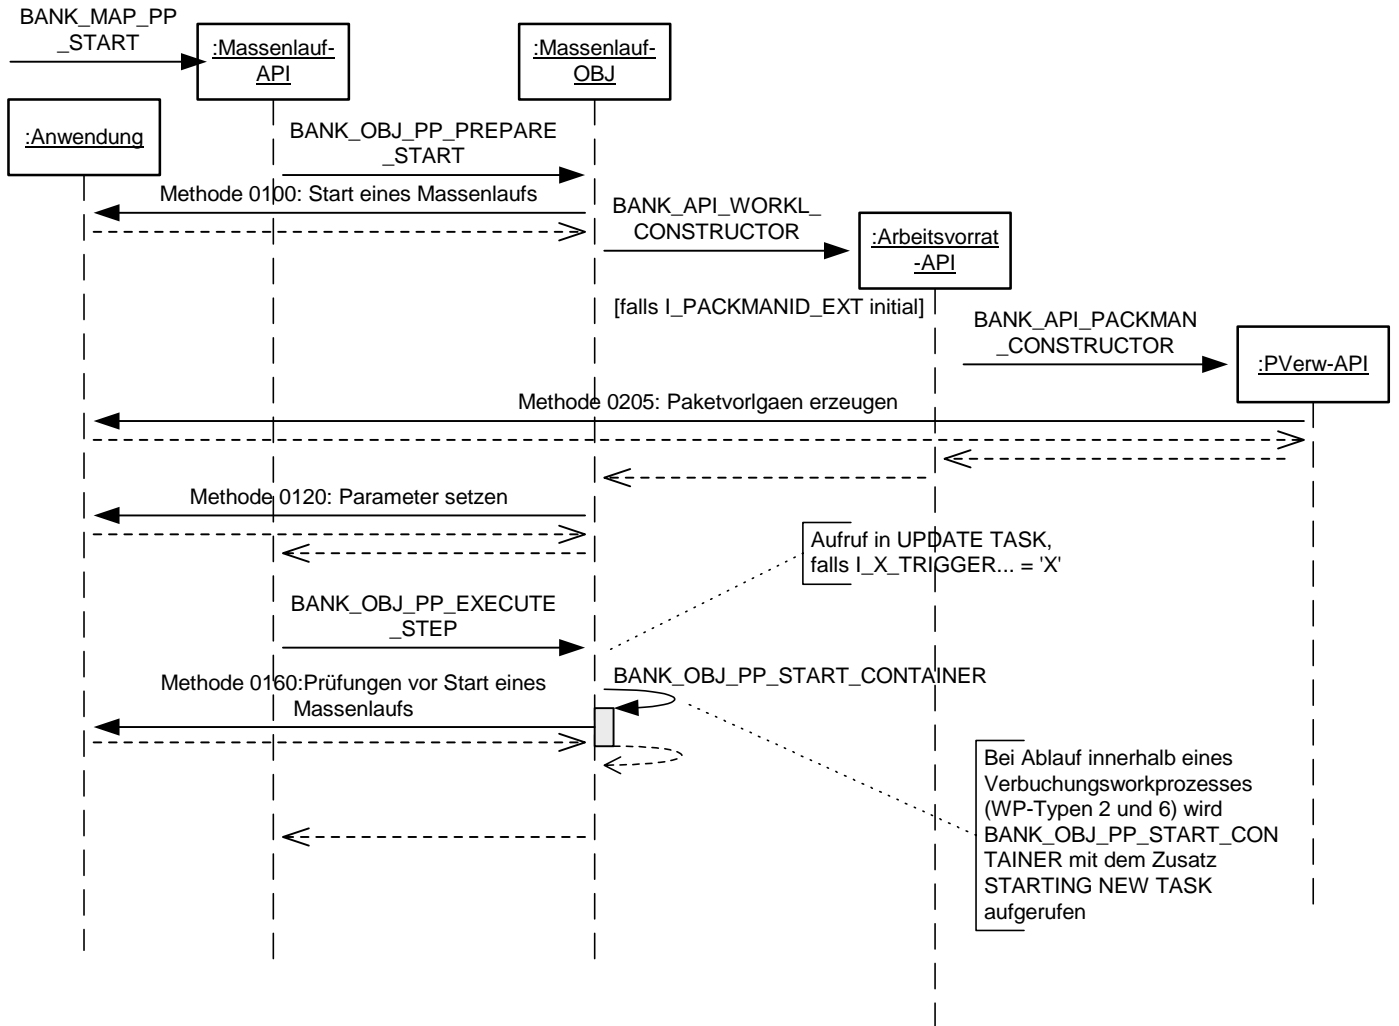 BANK_MAP_PP
_START
:Massenlauf-
API
:Massenlauf-
OBJ
:Anwendung
BANK_OBJ_PP_PREPARE
_START
Methode 0100: Start eines Massenlaufs
BANK_API_WORKL_
CONSTRUCTOR
:Arbeitsvorrat
-API
[falls I_PACKMANID_EXT initial]
BANK_API_PACKMAN
_CONSTRUCTOR
:PVerw-API
Methode 0205: Paketvorlgaen erzeugen
Methode 0120: Parameter setzen
Aufruf in UPDATE TASK,
falls I_X_TRIGGER... = 'X'
BANK_OBJ_PP_EXECUTE
_STEP
BANK_OBJ_PP_START_CONTAINER
Methode 0160:Prüfungen vor Start eines
Massenlaufs
Bei Ablauf innerhalb eines
Verbuchungsworkprozesses
(WP-Typen 2 und 6) wird
BANK_OBJ_PP_START_CON
TAINER mit dem Zusatz
STARTING NEW TASK
aufgerufen